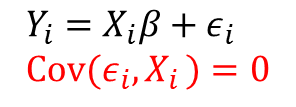 Yᵢ = Xᵢβ + ϵᵢ
Cov(ϵᵢ, Xᵢ) = 0